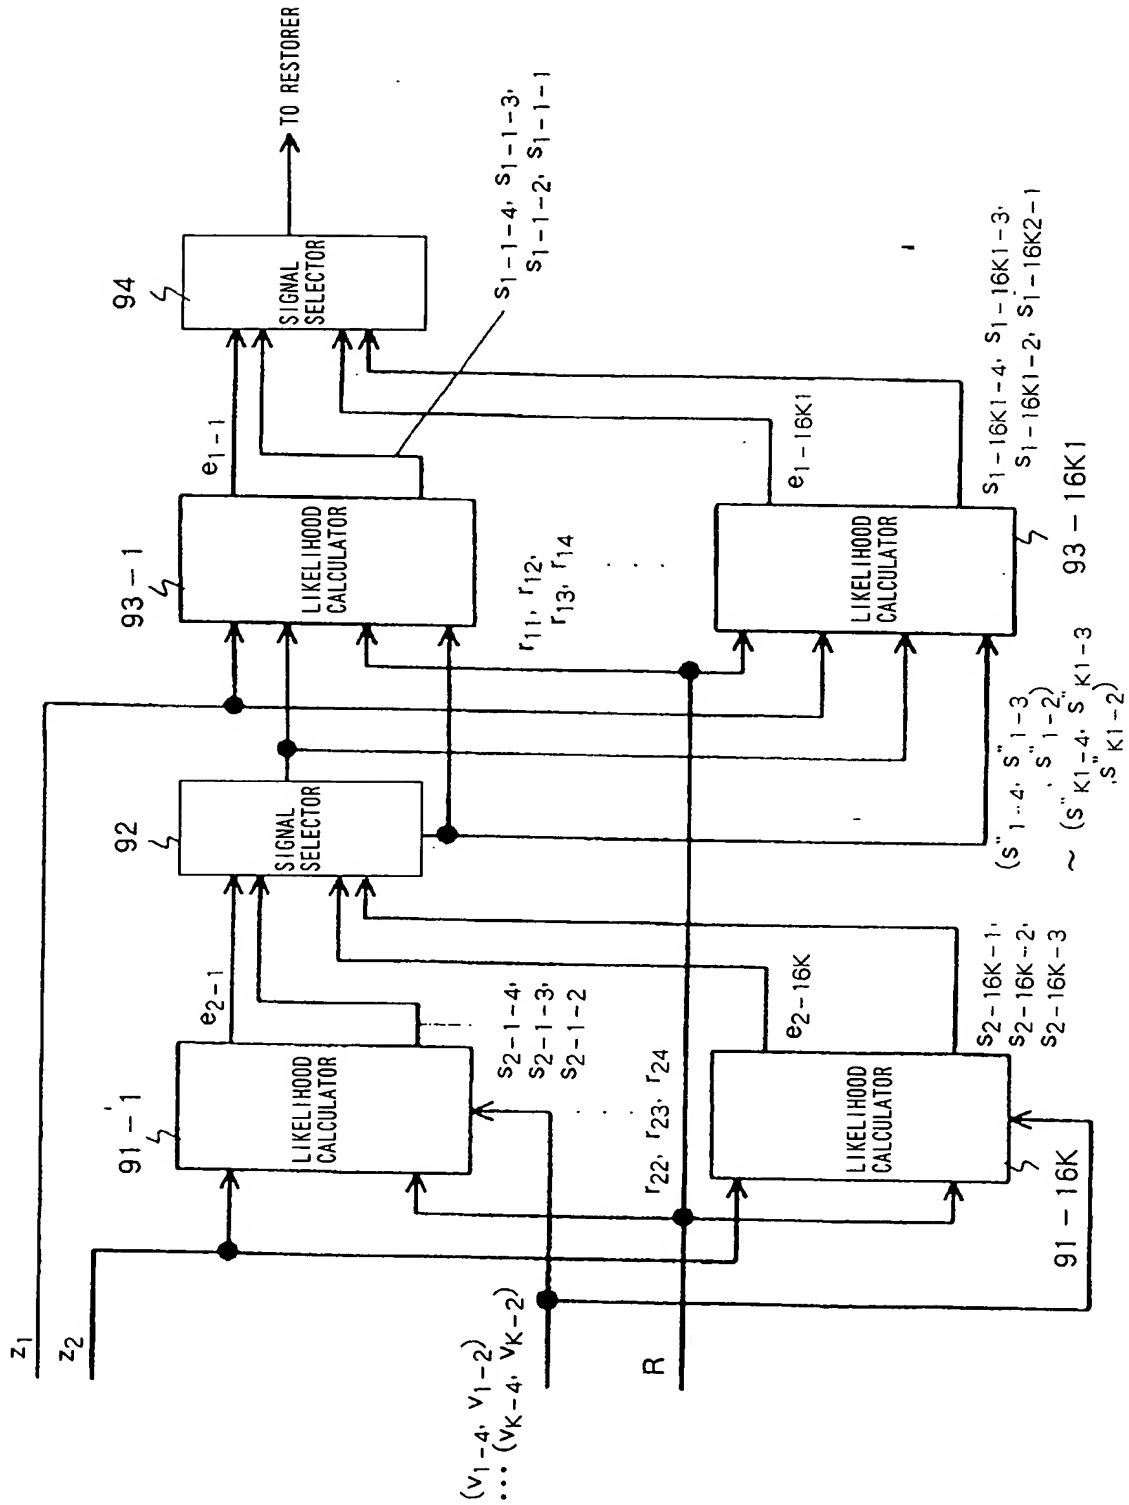 z1
z2
(v1-4, v1-2)
... (vK-4, vK-2)
R
91-1
LIKELIHOOD
CALCULATOR
e2-1
s2-1-4,
s2-1-3,
s2-1-2
r22, r23, r24
91-16K
LIKELIHOOD
CALCULATOR
e2-16K
s2-16K-1,
s2-16K-2,
s2-16K-3
92
SIGNAL
SELECTOR
(s"1-4, s"1-3
, s"1-2)
~ (s"K1-4, s"K1-3
, s"K1-2)
93-1
LIKELIHOOD
CALCULATOR
r11, r12,
r13, r14
e1-1
s1-1-4, s1-1-3,
s1-1-2, s1-1-1
93-16K1
LIKELIHOOD
CALCULATOR
e1-16K1
s1-16K1-4, s1-16K1-3,
s1-16K1-2, s1-16K2-1
94
SIGNAL
SELECTOR
TO RESTORER